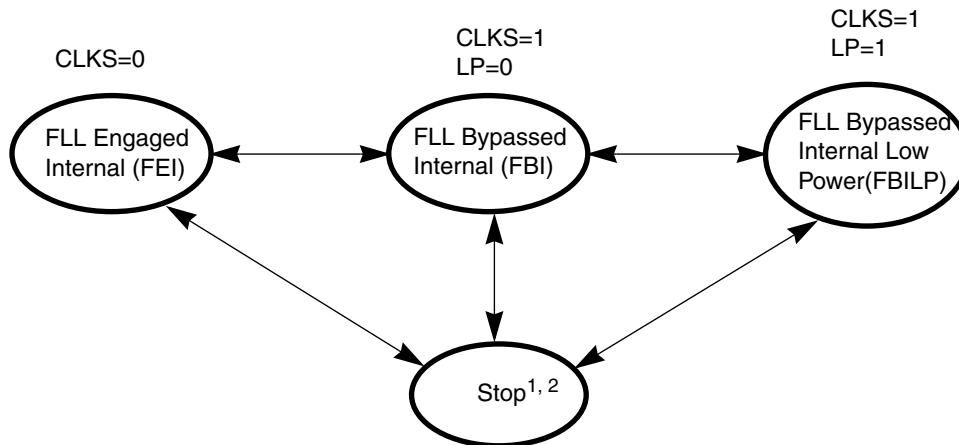 CLKS=0
CLKS=1
LP=0
CLKS=1
LP=1
FLL Engaged
Internal (FEI)
FLL Bypassed
Internal (FBI)
FLL Bypassed
Internal Low
Power(FBILP)
Stop1, 2